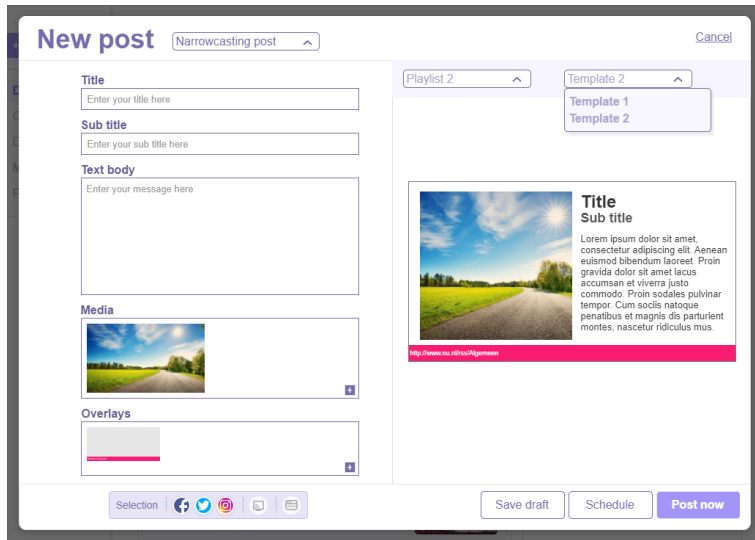 New post
Narrowcasting post
Cancel
Title
Enter your title here
Sub title
Enter your sub title here
Text body
Enter your message here
Media
Overlays
Playlist 2
Template 2
Template 1
Template 2
Title
Sub title
Lorem ipsum dolor sit amet,
consectetur adipiscing elit. Aenean
euismod bibendum laoreet. Proin
gravida dolor sit amet lacus
accumsan et viverra justo
commodo. Proin sodales pulvinar
tempor. Cum sociis natoque
penatibus et magnis dis parturient
montes, nascetur ridiculus mus.
http://www.nu.nl/rss/Algemeen
Selection
Save draft
Schedule
Post now